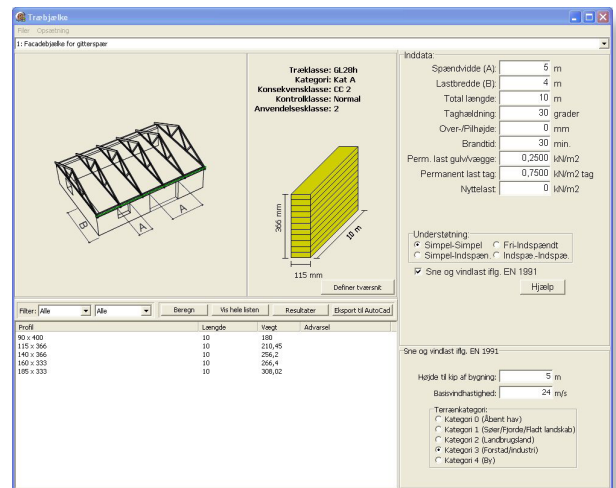 Træbjælke
Filer Opsætning
1: Facadebjælke for gitterspær
Træklasse: GL28h
Kategori: Kat A
Konsekvensklasse: CC 2
Kontrolklasse: Normal
Anvendelsesklasse: 2
B
A
A
366 mm
10 m
115 mm
Definer tværsnit
Filter: Alle Alle Beregn Vis hele listen Resultater Eksport til AutoCad
Profil Længde Vægt Advarsel
90 x 400 10 180
115 x 366 10 210,45
140 x 366 10 256,2
160 x 333 10 266,4
185 x 333 10 308,02
Inddata:
Spændvidde (A): 5 m
Lastbredde (B): 4 m
Total længde: 10 m
Taghældning: 30 grader
Over-/Pilhøjde: 0 mm
Brandtid: 30 min.
Perm. last gulv/vægge: 0,2500 kN/m2
Permanent last tag: 0,7500 kN/m2 tag
Nyttelast: 0 kN/m2
Understøtning:
Simpel-Simpel Fri-Indspændt
Simpel-Indspæn. Indspæ.-Indspæ.
Sne og vindlast iflg. EN 1991
Hjælp
Sne og vindlast iflg. EN 1991
Højde til kip af bygning: 5 m
Basisvindhastighed: 24 m/s
Terrænkategori:
Kategori 0 (Åbent hav)
Kategori 1 (Søer/Fjorde/Fladt landskab)
Kategori 2 (Landbrugsland)
Kategori 3 (Forstad/industri)
Kategori 4 (By)